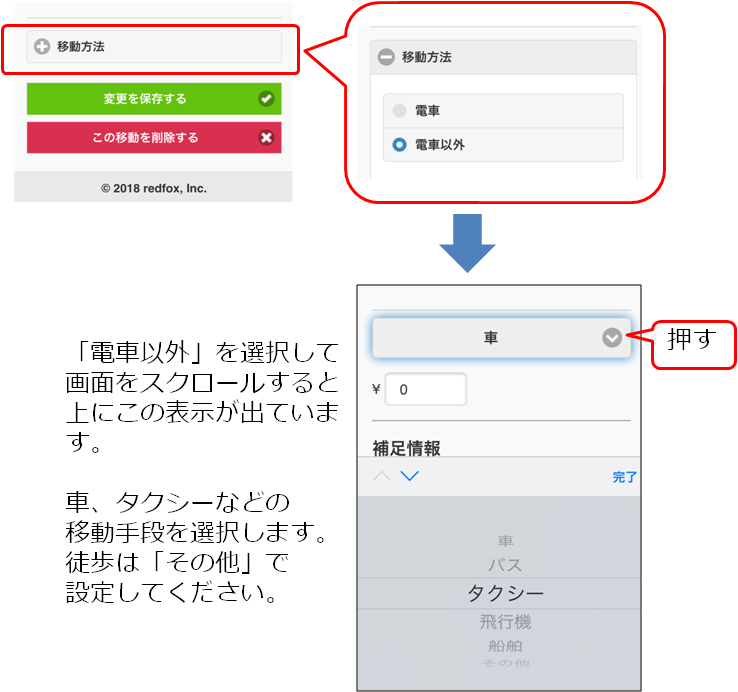 移動方法
変更を保存する
この移動を削除する
© 2018 redfox, Inc.
移動方法
電車
電車以外
「電車以外」を選択して
画面をスクロールすると
上にこの表示が出ていま
す。
車、タクシーなどの
移動手段を選択します。
徒歩は「その他」で
設定してください。
車
押す
¥ 0
補足情報
完了
車
バス
タクシー
飛行機
船舶
その他